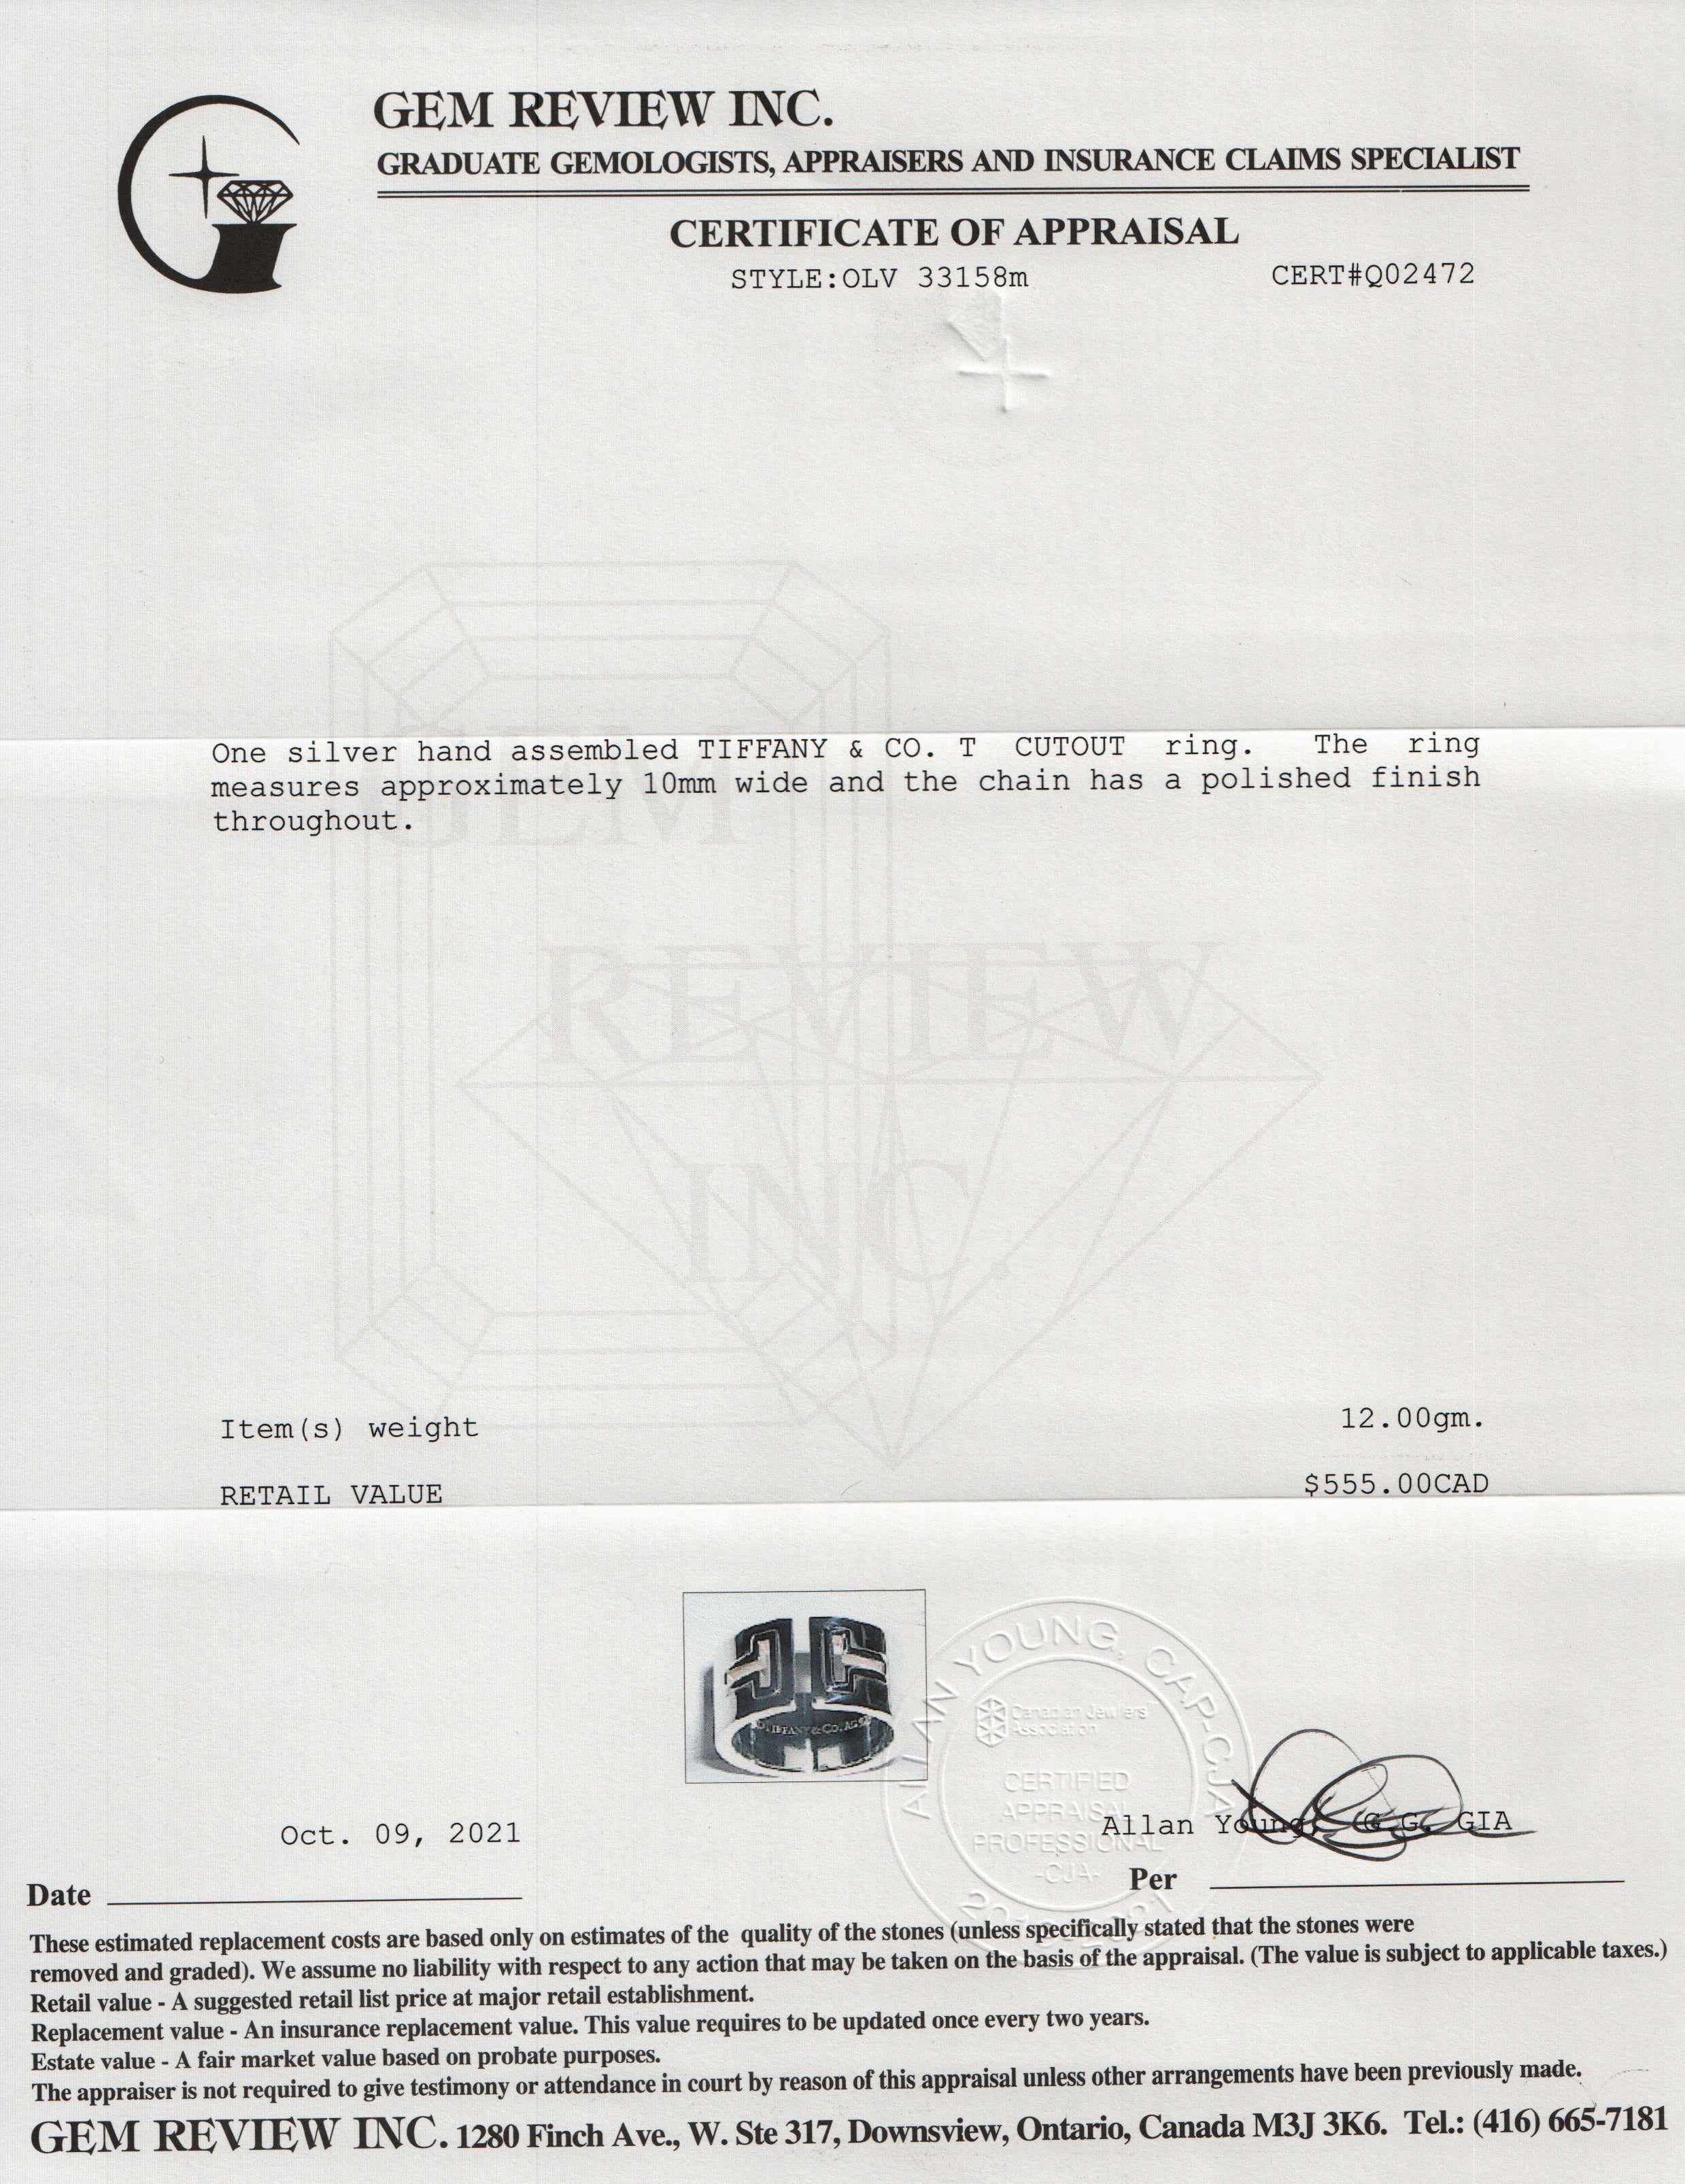 GEM REVIEW INC.
GRADUATE GEMOLOGISTS, APPRAISERS AND INSURANCE CLAIMS SPECIALIST
CERTIFICATE OF APPRAISAL
STYLE:OLV 33158m CERT#Q02472
One silver hand assembled TIFFANY & CO. T CUTOUT ring. The ring
measures approximately 10mm wide and the chain has a polished finish
throughout.
GEM
REVIEW
INC.
Item(s) weight 12.00gm.
RETAIL VALUE $555.00CAD
TIFFANY & CO.
ALLAN YOUNG, CAP-CJA
Canadian Jewellers
Association
CERTIFIED
APPRAISAL
PROFESSIONAL
-CJA-
Oct. 09, 2021
Allan Young, G.G. GIA
Date
Per
These estimated replacement costs are based only on estimates of the quality of the stones (unless specifically stated that the stones were
removed and graded). We assume no liability with respect to any action that may be taken on the basis of the appraisal. (The value is subject to applicable taxes.)
Retail value - A suggested retail list price at major retail establishment.
Replacement value - An insurance replacement value. This value requires to be updated once every two years.
Estate value - A fair market value based on probate purposes.
The appraiser is not required to give testimony or attendance in court by reason of this appraisal unless other arrangements have been previously made.
GEM REVIEW INC. 1280 Finch Ave., W. Ste 317, Downsview, Ontario, Canada M3J 3K6. Tel.: (416) 665-7181